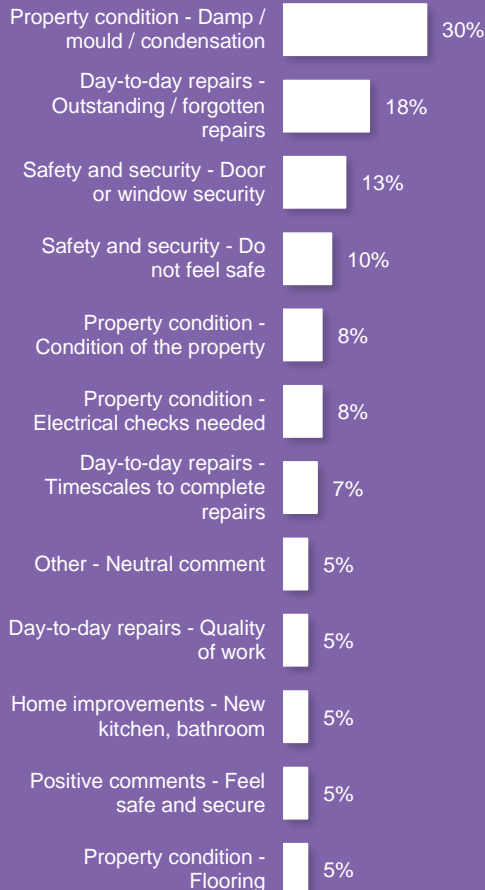 Property condition - Damp /
mould / condensation
30%
Day-to-day repairs -
Outstanding / forgotten
repairs
18%
Safety and security - Door
or window security
13%
Safety and security - Do
not feel safe
10%
Property condition -
Condition of the property
8%
Property condition -
Electrical checks needed
8%
Day-to-day repairs -
Timescales to complete
repairs
7%
Other - Neutral comment
5%
Day-to-day repairs - Quality
of work
5%
Home improvements - New
kitchen, bathroom
5%
Positive comments - Feel
safe and secure
5%
Property condition -
Flooring
5%